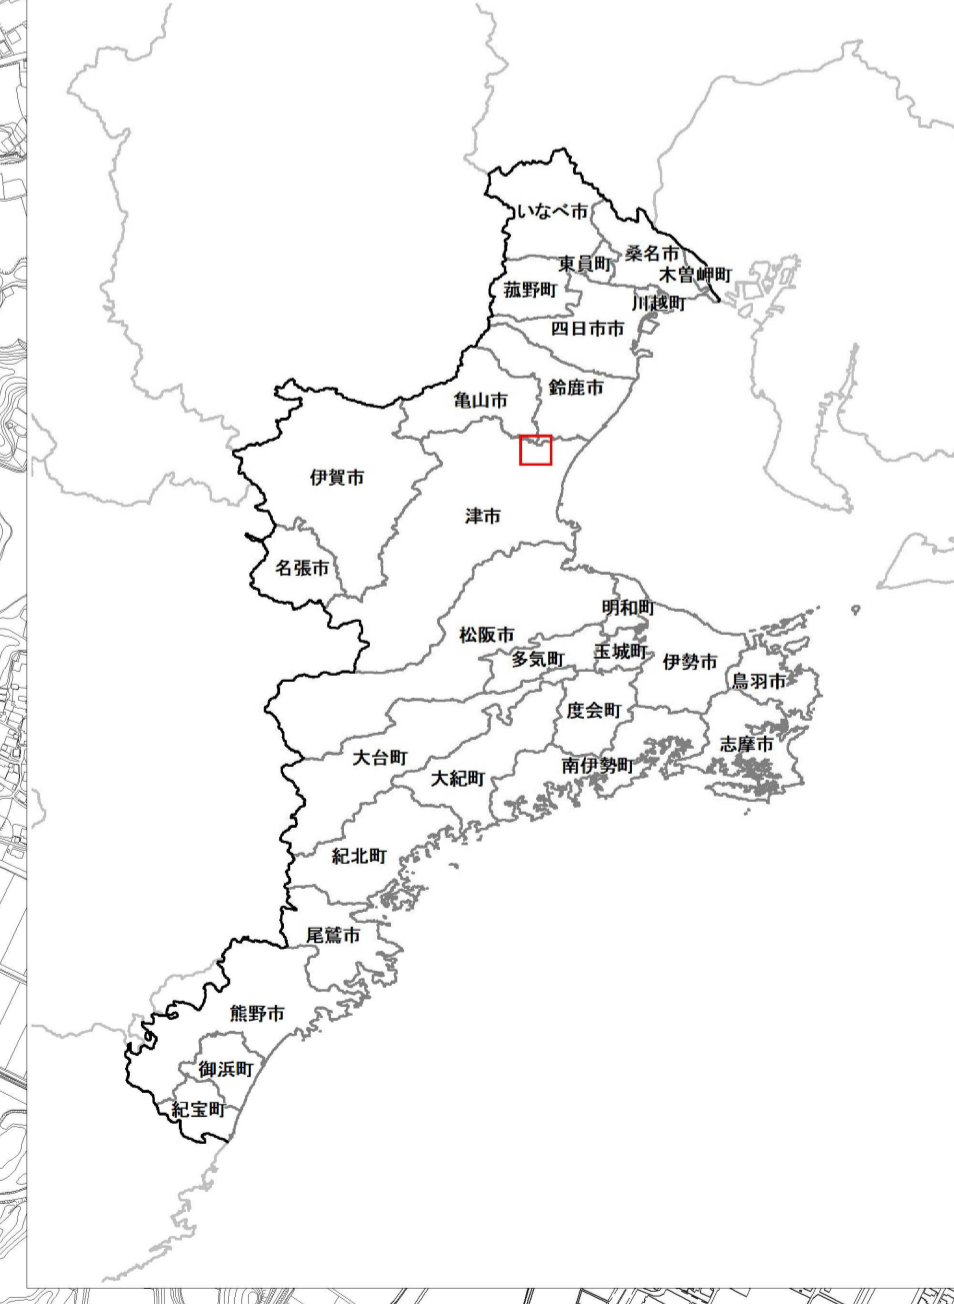 いなべ市
桑名市
東員町
木曽岬町
菰野町
川越町
四日市市
鈴鹿市
亀山市
伊賀市
津市
名張市
明和町
松阪市
玉城町
多気町
伊勢市
鳥羽市
度会町
志摩市
大台町
南伊勢町
大紀町
紀北町
尾鷲市
熊野市
御浜町
紀宝町